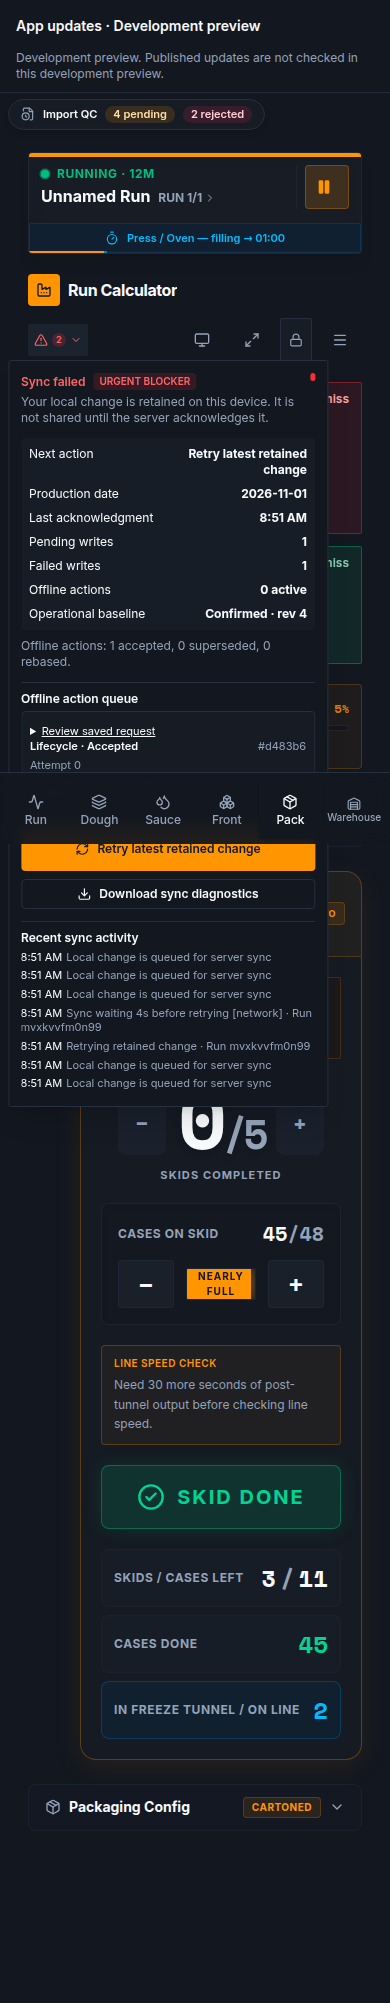 App updates · Development preview
Development preview. Published updates are not checked in
this development preview.
Import QC 4 pending 2 rejected
RUNNING · 12M
Unnamed Run RUN 1/1
Press / Oven — filling → 01:00
Run Calculator
2
Sync failed URGENT BLOCKER
Your local change is retained on this device. It is
not shared until the server acknowledges it.
Next action Retry latest retained
change
Production date 2026-11-01
Last acknowledgment 8:51 AM
Pending writes 1
Failed writes 1
Offline actions 0 active
Operational baseline Confirmed · rev 4
5%
Offline actions: 1 accepted, 0 superseded, 0
rebased.
Offline action queue
Review saved request
Lifecycle · Accepted #d483b6
Attempt 0
Run Dough Sauce Front Pack Warehouse
Retry latest retained change
Download sync diagnostics
Recent sync activity
8:51 AM Local change is queued for server sync
8:51 AM Local change is queued for server sync
8:51 AM Local change is queued for server sync
8:51 AM Sync waiting 4s before retrying [network] · Run
mvxkvvfm0n99
8:51 AM Retrying retained change · Run mvxkvvfm0n99
8:51 AM Local change is queued for server sync
8:51 AM Local change is queued for server sync
− 0/5 +
SKIDS COMPLETED
CASES ON SKID 45/48
− NEARLY
FULL +
LINE SPEED CHECK
Need 30 more seconds of post-
tunnel output before checking line
speed.
SKID DONE
SKIDS / CASES LEFT 3 / 11
CASES DONE 45
IN FREEZE TUNNEL / ON LINE 2
Packaging Config CARTONED